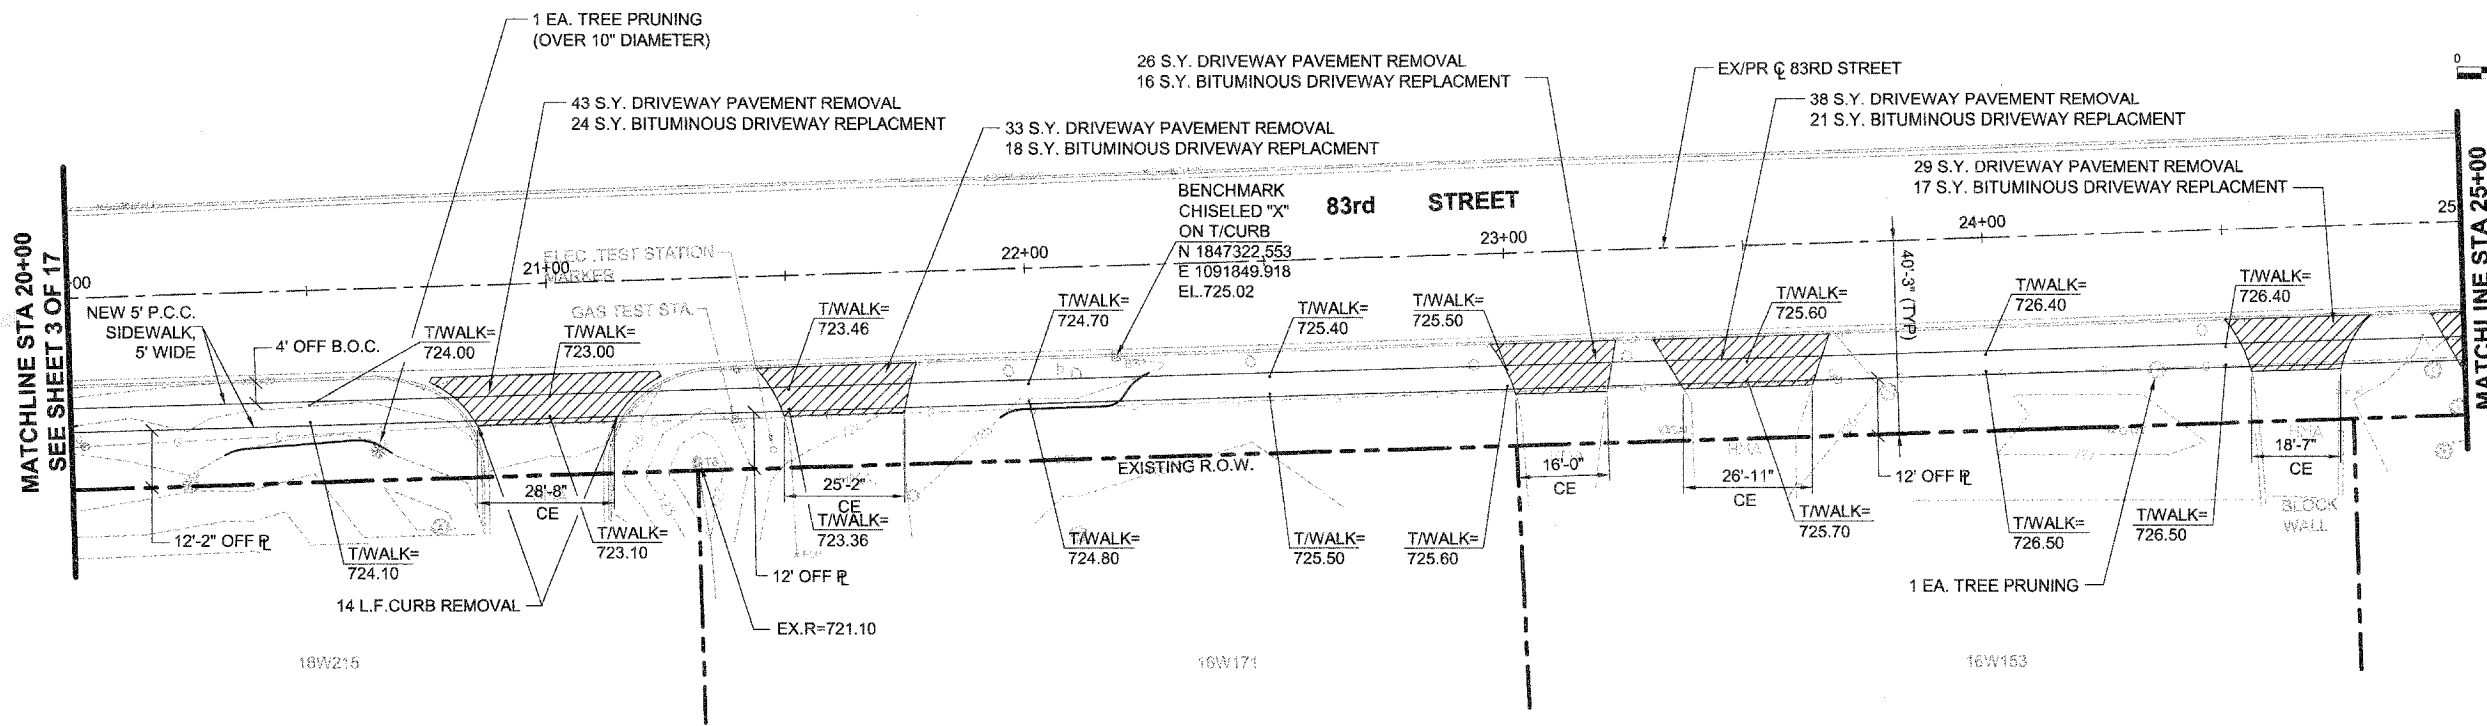 1 EA. TREE PRUNING
(OVER 10" DIAMETER)
43 S.Y. DRIVEWAY PAVEMENT REMOVAL
24 S.Y. BITUMINOUS DRIVEWAY REPLACMENT
33 S.Y. DRIVEWAY PAVEMENT REMOVAL
18 S.Y. BITUMINOUS DRIVEWAY REPLACMENT
26 S.Y. DRIVEWAY PAVEMENT REMOVAL
16 S.Y. BITUMINOUS DRIVEWAY REPLACMENT
EX/PR ℄ 83RD STREET
38 S.Y. DRIVEWAY PAVEMENT REMOVAL
21 S.Y. BITUMINOUS DRIVEWAY REPLACMENT
29 S.Y. DRIVEWAY PAVEMENT REMOVAL
17 S.Y. BITUMINOUS DRIVEWAY REPLACMENT
0
MATCHLINE STA 20+00
SEE SHEET 3 OF 17
MATCHLINE STA 25+00
BENCHMARK
CHISELED "X"
ON T/CURB
N 1847322.553
E 1091849.918
EL.725.02
83rd STREET
00
21+00
22+00
23+00
24+00
25
ELEC .TEST STATION
MARKER
GAS TEST STA.
NEW 5' P.C.C.
SIDEWALK,
5' WIDE
4' OFF B.O.C.
T/WALK=
724.00
T/WALK=
723.00
T/WALK=
723.46
T/WALK=
724.70
T/WALK=
725.40
T/WALK=
725.50
T/WALK=
725.60
40'-3" (TYP)
T/WALK=
726.40
T/WALK=
726.40
EXISTING R.O.W.
28'-8"
CE
25'-2"
CE
16'-0"
CE
26'-11"
CE
12' OFF ⅊
18'-7"
CE
BLOCK
WALL
12'-2" OFF ⅊
T/WALK=
724.10
T/WALK=
723.10
T/WALK=
723.36
T/WALK=
724.80
T/WALK=
725.50
T/WALK=
725.60
T/WALK=
725.70
T/WALK=
726.50
T/WALK=
726.50
12' OFF ⅊
14 L.F.CURB REMOVAL
1 EA. TREE PRUNING
EX.R=721.10
16W215
16W171
16W153